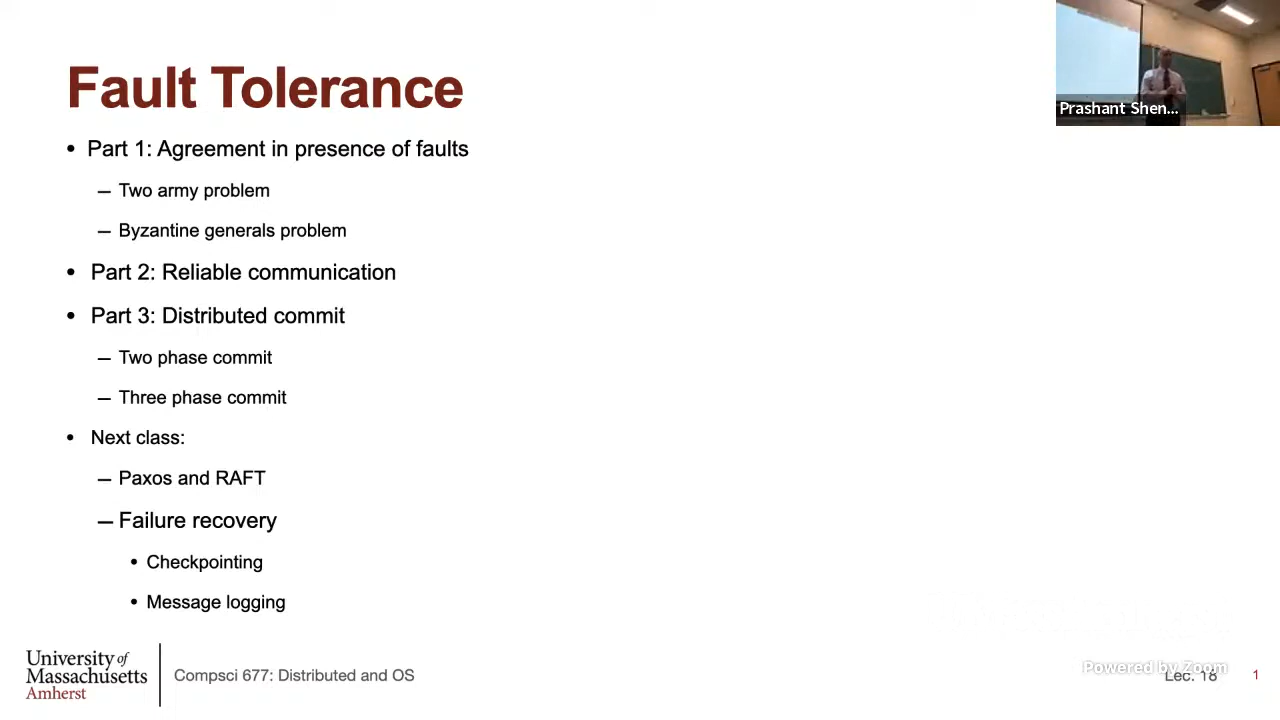 Fault Tolerance
Prashant Shen...
• Part 1: Agreement in presence of faults
– Two army problem
– Byzantine generals problem
• Part 2: Reliable communication
• Part 3: Distributed commit
– Two phase commit
– Three phase commit
• Next class:
– Paxos and RAFT
– Failure recovery
• Checkpointing
• Message logging
University of
Massachusetts
Amherst
Compsci 677: Distributed and OS
Powered by Zoom
Lec. 18
1